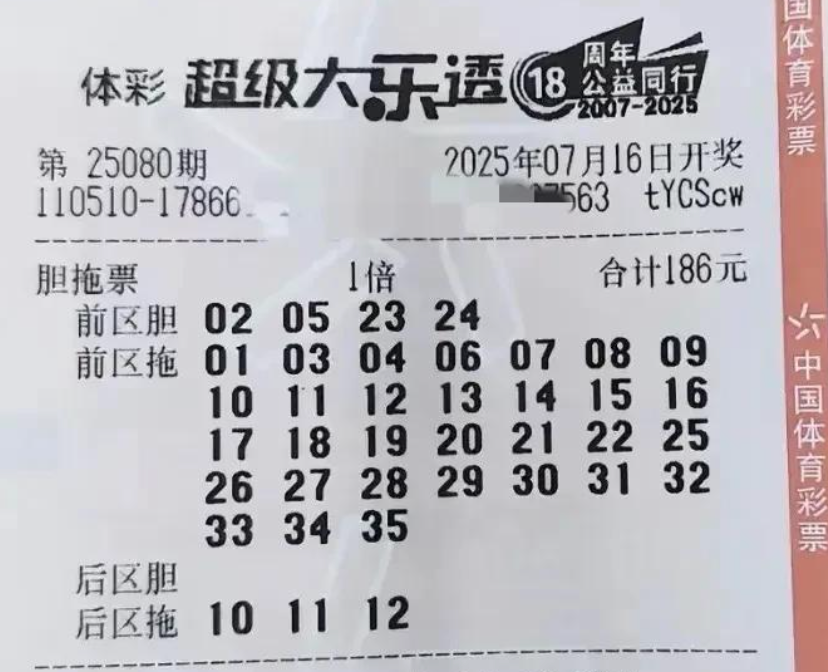 体彩 超级大乐透 18 周年
公益同行
2007-2025
第 25080期 2025年07月16日开奖
110510-17866 7563 tYCScw
胆拖票 1倍 合计186元
前区胆 02 05 23 24
前区拖 01 03 04 06 07 08 09
10 11 12 13 14 15 16
17 18 19 20 21 22 25
26 27 28 29 30 31 32
33 34 35
后区胆
后区拖 10 11 12
国体育彩票
中国体育彩票